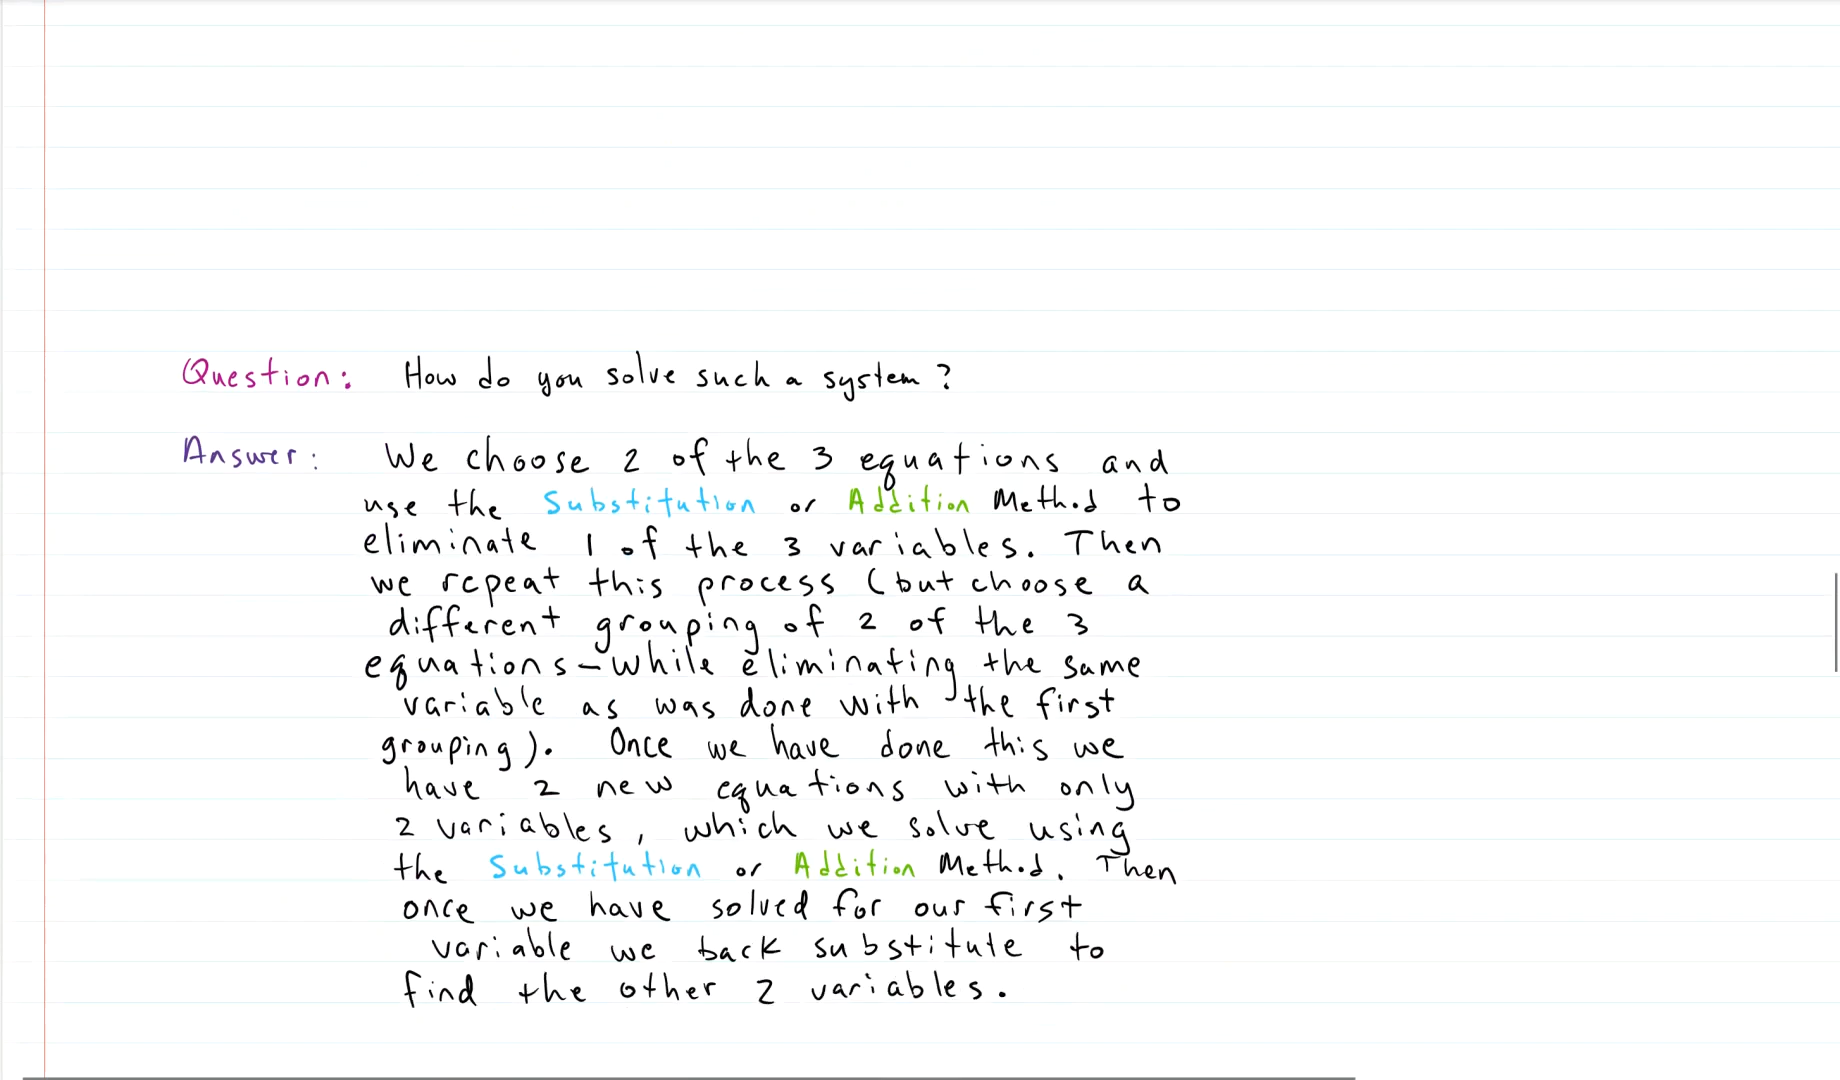 Question: How do you solve such a system?
Answer: We choose 2 of the 3 equations and
use the Substitution or Addition Method to
eliminate 1 of the 3 variables. Then
we repeat this process (but choose a
different grouping of 2 of the 3
equations - while eliminating the same
variable as was done with the first
grouping). Once we have done this we
have 2 new equations with only
2 variables, which we solve using
the Substitution or Addition Method. Then
once we have solved for our first
variable we back substitute to
find the other 2 variables.